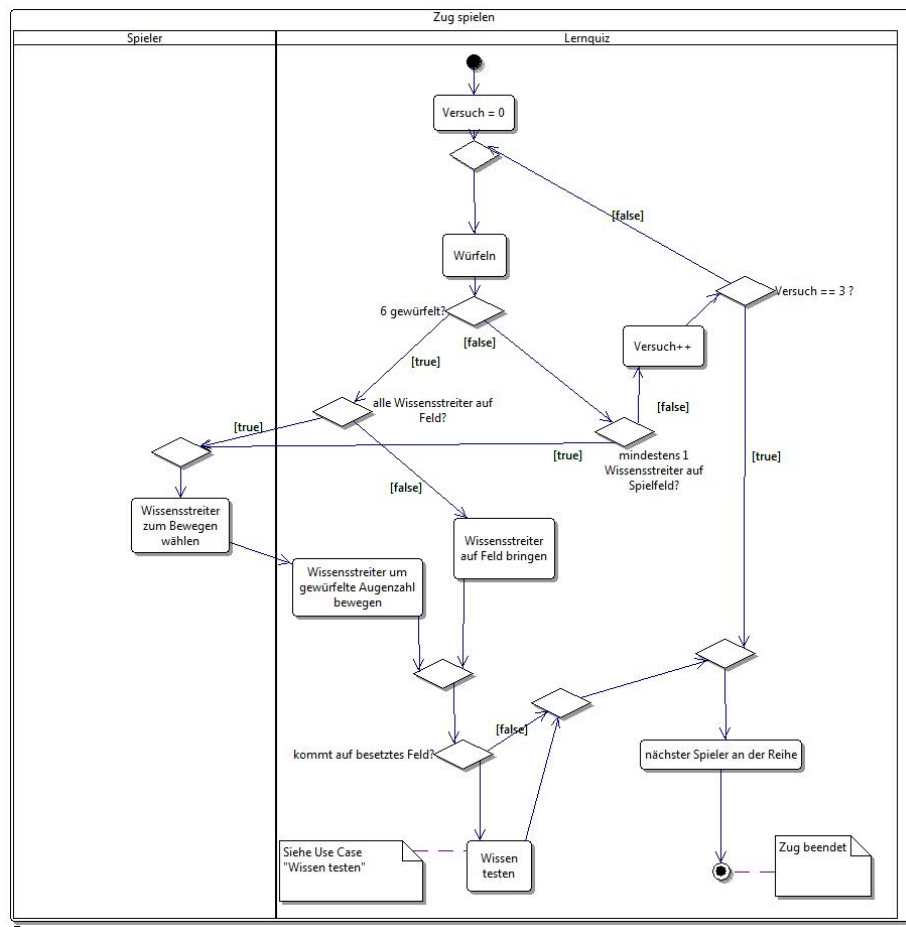 Zug spielen
Spieler
Lernquiz
Versuch = 0
[false]
Würfeln
Versuch == 3 ?
6 gewürfelt?
[false]
Versuch++
[true]
alle Wissensstreiter auf
Feld?
[false]
[true]
[true]
mindestens 1
Wissensstreiter auf
Spielfeld?
[true]
[false]
Wissensstreiter
zum Bewegen
wählen
Wissensstreiter
auf Feld bringen
Wissensstreiter um
gewürfelte Augenzahl
bewegen
[false]
kommt auf besetztes Feld?
nächster Spieler an der Reihe
Siehe Use Case
"Wissen testen"
Wissen
testen
Zug beendet